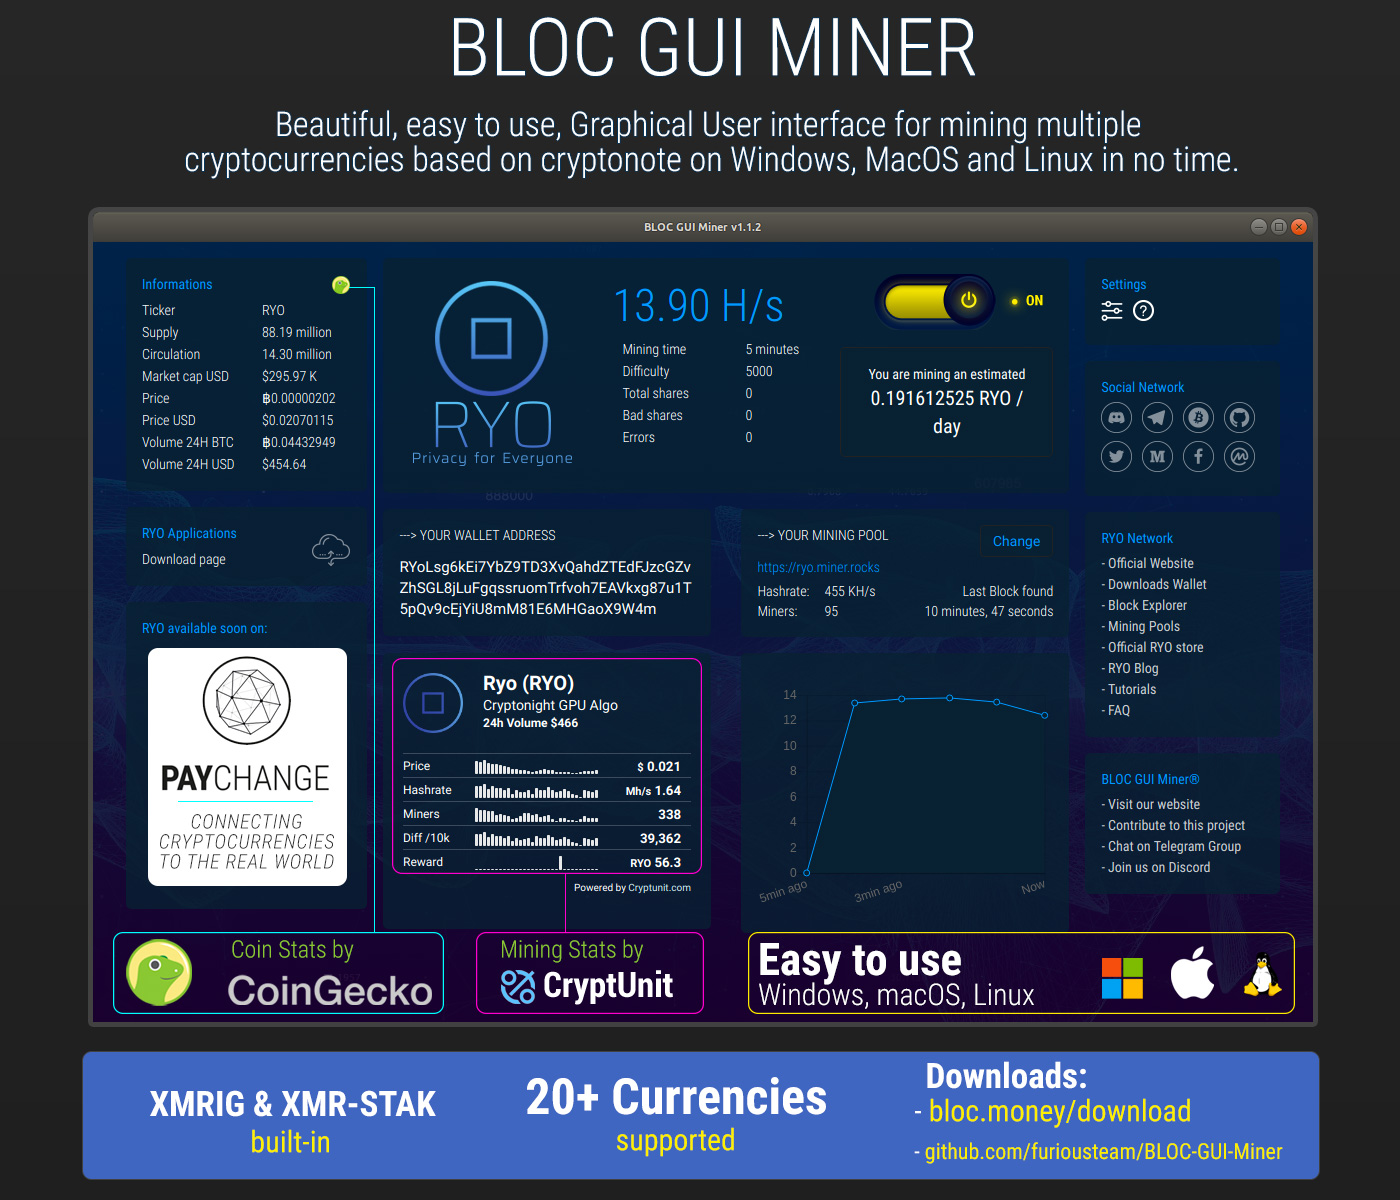 BLOC GUI MINER
Beautiful, easy to use, Graphical User interface for mining multiple
cryptocurrencies based on cryptonote on Windows, MacOS and Linux in no time.
BLOC GUI Miner v1.1.2
Informations
Ticker RYO
Supply 88.19 million
Circulation 14.30 million
Market cap USD $295.97 K
Price ฿0.00000202
Price USD $0.02070115
Volume 24H BTC ฿0.04432949
Volume 24H USD $454.64
RYO Applications
Download page
RYO available soon on:
PAYCHANGE
CONNECTING
CRYPTOCURRENCIES
TO THE REAL WORLD
RYO
Privacy for Everyone
13.90 H/s
Mining time 5 minutes
Difficulty 5000
Total shares 0
Bad shares 0
Errors 0
ON
You are mining an estimated
0.191612525 RYO /
day
888000
---> YOUR WALLET ADDRESS
RYoLsg6kEi7YbZ9TD3XvQahdZTEdFJzcGZv
ZhSGL8jLuFgqssruomTrfvoh7EAVkxg87u1T
5pQv9cEjYiU8mM81E6MHGaoX9W4m
---> YOUR MINING POOL
Change
https://ryo.miner.rocks
Hashrate: 455 KH/s Last Block found
Miners: 95 10 minutes, 47 seconds
Ryo (RYO)
Cryptonight GPU Algo
24h Volume $466
Price $ 0.021
Hashrate Mh/s 1.64
Miners 338
Diff /10k 39,362
Reward RYO 56.3
Powered by Cryptunit.com
14
12
10
8
6
4
2
0
5min ago 3min ago Now
Settings
Social Network
RYO Network
- Official Website
- Downloads Wallet
- Block Explorer
- Mining Pools
- Official RYO store
- RYO Blog
- Tutorials
- FAQ
BLOC GUI Miner®
- Visit our website
- Contribute to this project
- Chat on Telegram Group
- Join us on Discord
Coin Stats by
CoinGecko
Mining Stats by
CryptUnit
Easy to use
Windows, macOS, Linux
XMRIG & XMR-STAK
built-in
20+ Currencies
supported
Downloads:
- bloc.money/download
- github.com/furiousteam/BLOC-GUI-Miner